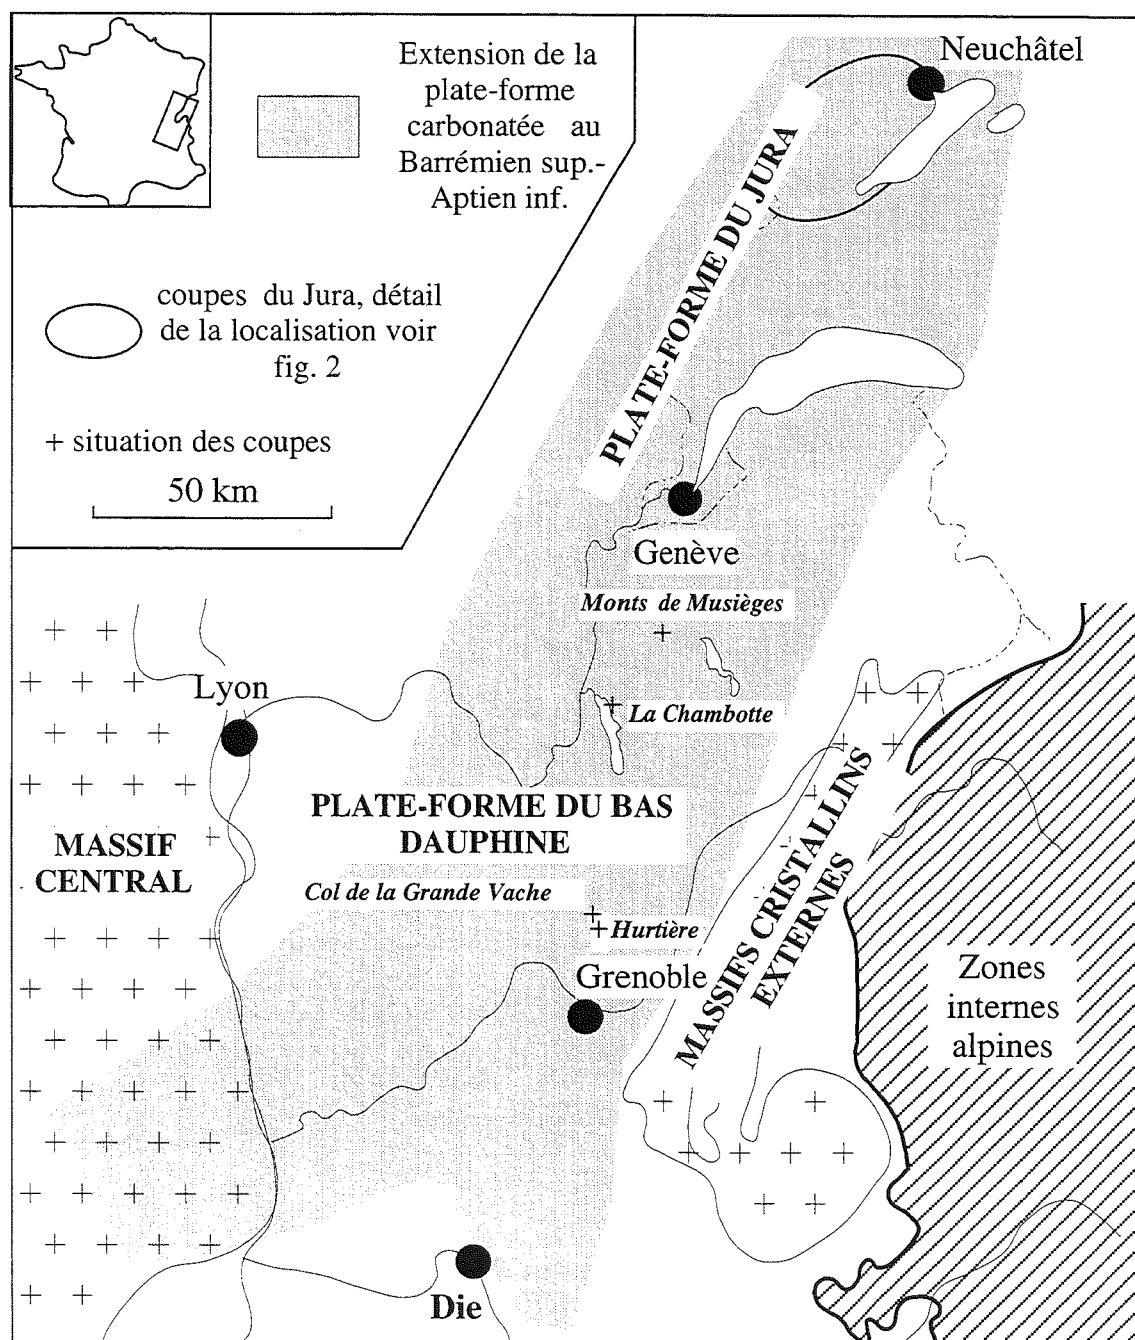 Extension de la
plate-forme
carbonatée au
Barrémien sup.-
Aptien inf.
coupes du Jura, détail
de la localisation voir
fig. 2
+ situation des coupes
50 km
Neuchâtel
PLATE-FORME DU JURA
Genève
Monts de Musièges
Lyon
La Chambotte
PLATE-FORME DU BAS
DAUPHINE
MASSIF
CENTRAL
Col de la Grande Vache
Hurtière
Grenoble
MASSIFS CRISTALLINS
EXTERNES
Zones
internes
alpines
Die